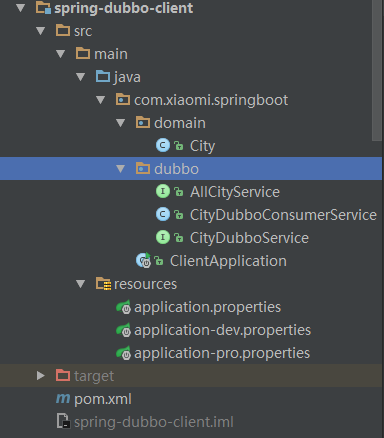 spring-dubbo-client
src
main
java
com.xiaomi.springboot
domain
City
dubbo
AllCityService
CityDubboConsumerService
CityDubboService
ClientApplication
resources
application.properties
application-dev.properties
application-pro.properties
target
pom.xml
spring-dubbo-client.iml